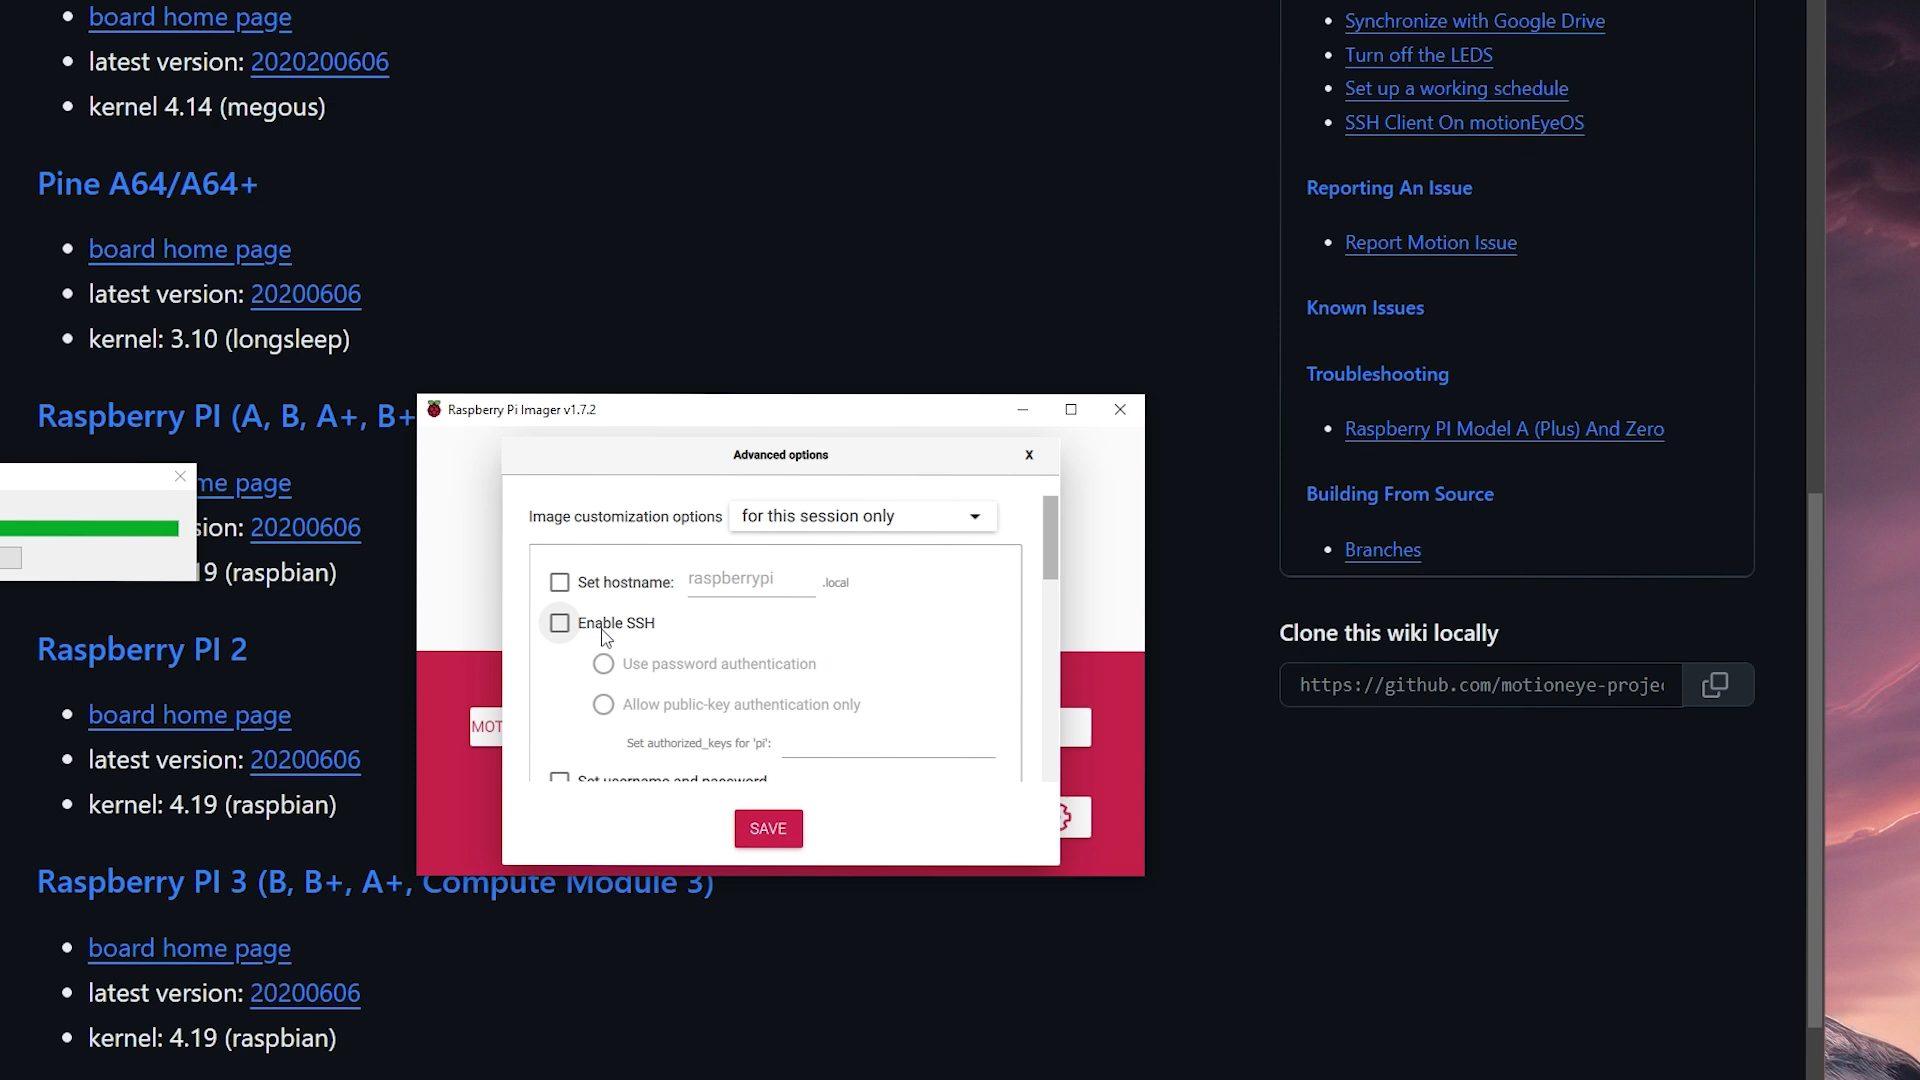 board home page
latest version: 2020200606
kernel 4.14 (megous)
Pine A64/A64+
board home page
latest version: 20200606
kernel: 3.10 (longsleep)
Raspberry PI (A, B, A+, B+
me page
sion: 20200606
19 (raspbian)
Raspberry PI 2
board home page
latest version: 20200606
kernel: 4.19 (raspbian)
Raspberry PI 3 (B, B+, A+, Compute Module 3)
board home page
latest version: 20200606
kernel: 4.19 (raspbian)
Raspberry Pi Imager v1.7.2
Advanced options
X
Image customization options for this session only
Set hostname: raspberrypi .local
Enable SSH
Use password authentication
Allow public-key authentication only
Set authorized_keys for 'pi':
Set username and password
SAVE
MOT
Synchronize with Google Drive
Turn off the LEDS
Set up a working schedule
SSH Client On motionEyeOS
Reporting An Issue
Report Motion Issue
Known Issues
Troubleshooting
Raspberry PI Model A (Plus) And Zero
Building From Source
Branches
Clone this wiki locally
https://github.com/motioneye-projec